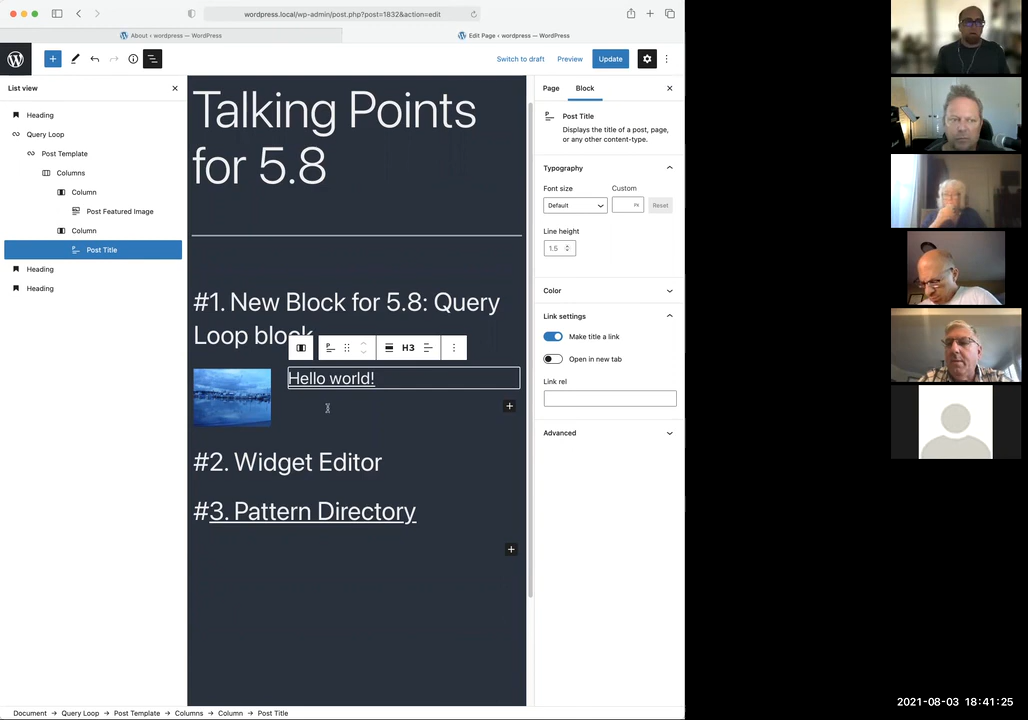 wordpress.local/wp-admin/post.php?post=1832&action=edit
About ‹ wordpress — WordPress
Edit Page ‹ wordpress — WordPress
Switch to draft
Preview
Update
List view
Heading
Query Loop
Post Template
Columns
Column
Post Featured Image
Column
Post Title
Heading
Heading
Talking Points
for 5.8
#1. New Block for 5.8: Query
Loop block
H3
Hello world!
#2. Widget Editor
#3. Pattern Directory
Page
Block
Post Title
Displays the title of a post, page,
or any other content-type.
Typography
Font size
Custom
Default
PX
Reset
Line height
1.5
Color
Link settings
Make title a link
Open in new tab
Link rel
Advanced
Document → Query Loop → Post Template → Columns → Column → Post Title
2021-08-03 18:41:25